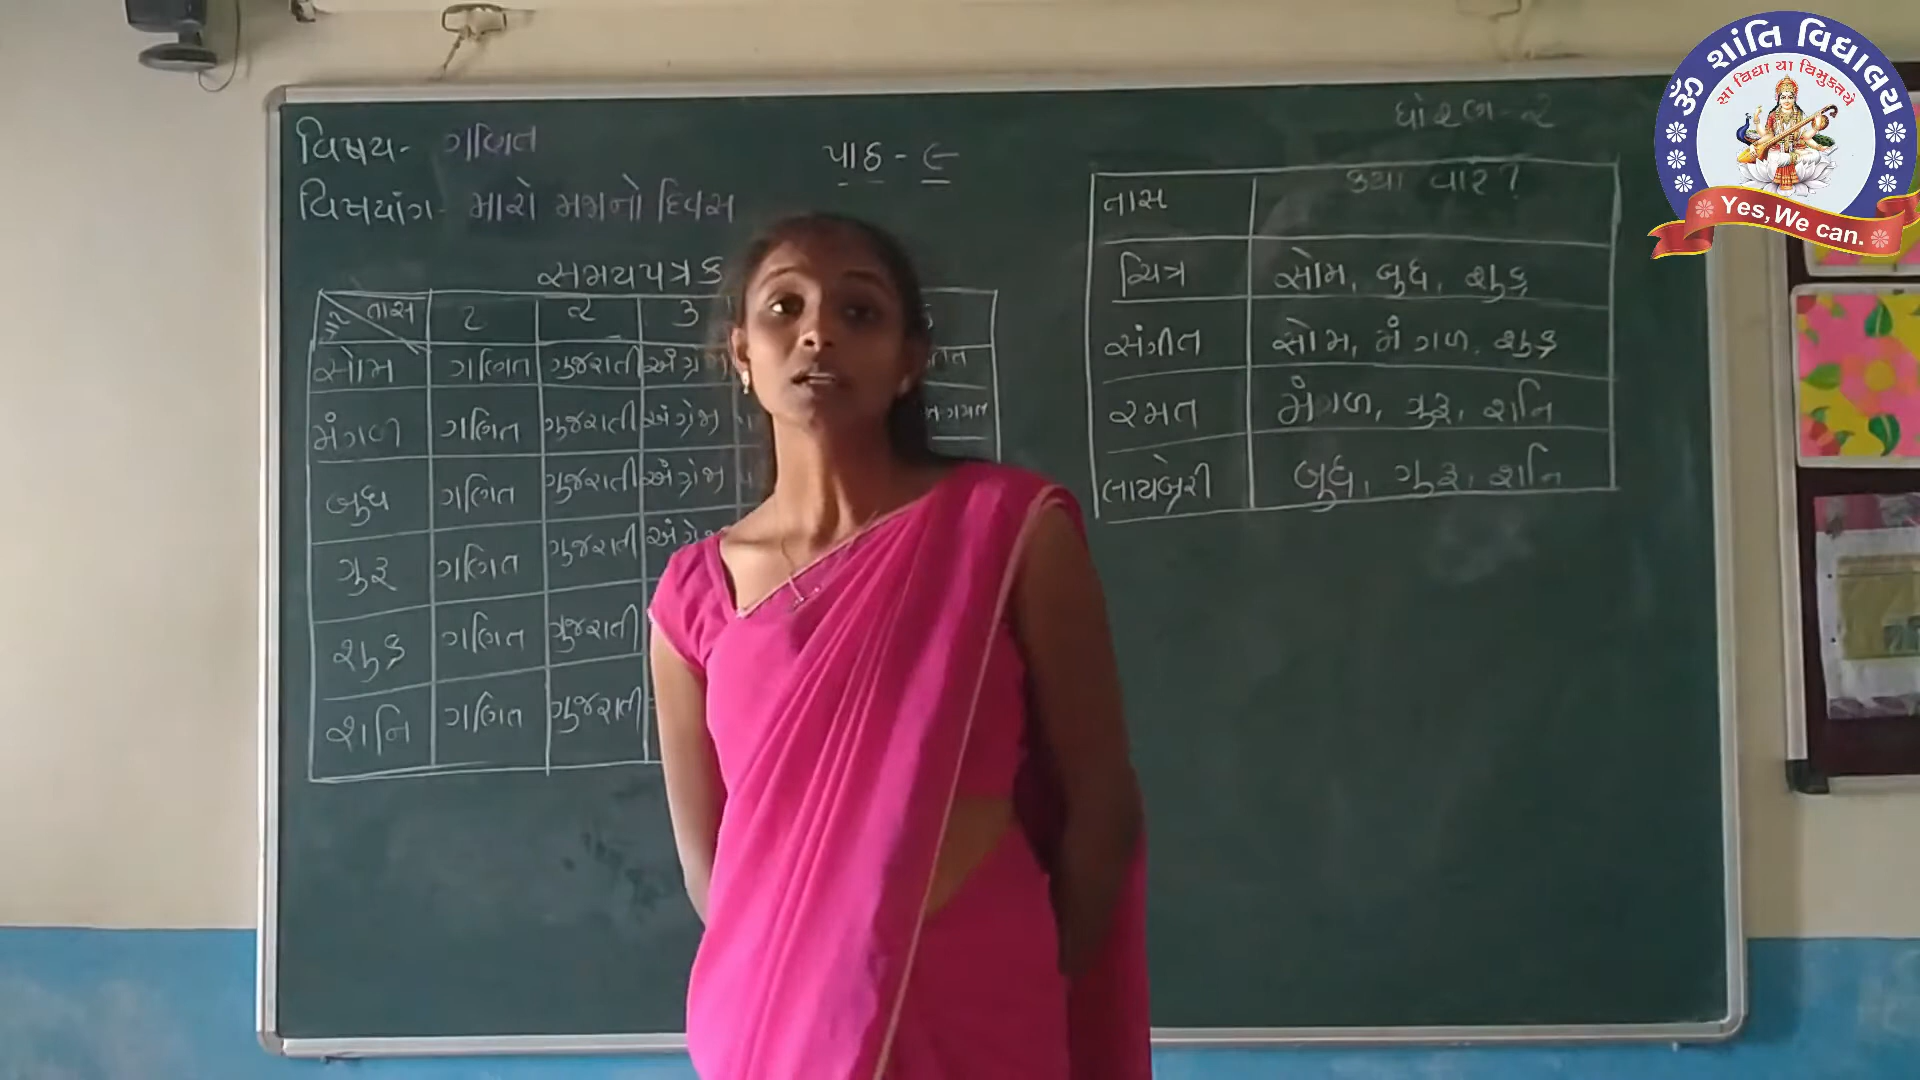 ૐ શાંતિ વિદ્યાલય
સા વિદ્યા યા વિમુક્તયે
Yes, We can.
ધોરણ - ૨
વિષય - ગણિત
પાઠ - ૯
વિષયાંગ - મારો મજાનો દિવસ
સમયપત્રક
વાર તાસ ૧ ૨ ૩
સોમ ગણિત ગુજરાતી
મંગળ ગણિત ગુજરાતી અંગ્રેજી
બુધ ગણિત ગુજરાતી અંગ્રેજી
ગુરૂ ગણિત ગુજરાતી
શુક્ર ગણિત ગુજરાતી
શનિ ગણિત ગુજરાતી
તાસ ક્યા વાર?
ચિત્ર સોમ, બુધ, શુક્ર
સંગીત સોમ, મંગળ, શુક્ર
રમત મંગળ, ગુરૂ, શનિ
લાયબ્રેરી બુધ, ગુરૂ, શનિ